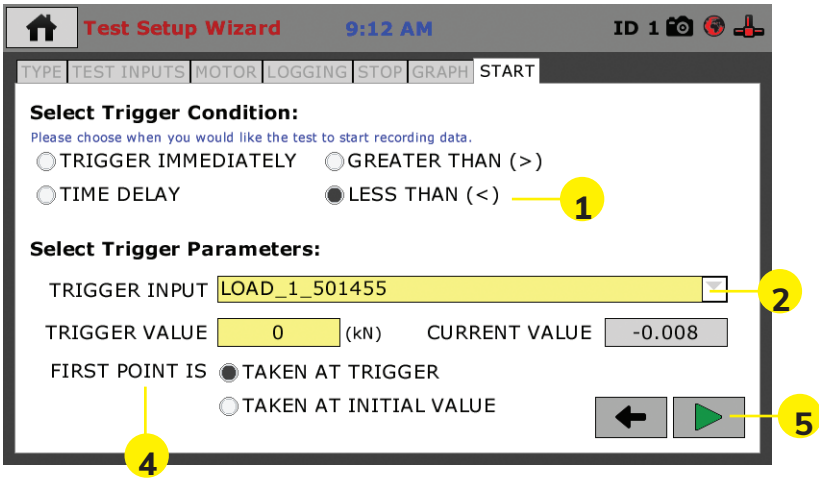 Test Setup Wizard 9:12 AM ID 1
TYPE TEST INPUTS MOTOR LOGGING STOP GRAPH START
Select Trigger Condition:
Please choose when you would like the test to start recording data.
TRIGGER IMMEDIATELY GREATER THAN (>)
TIME DELAY LESS THAN (<) 1
Select Trigger Parameters:
TRIGGER INPUT LOAD_1_501455 2
TRIGGER VALUE 0 (kN) CURRENT VALUE -0.008
FIRST POINT IS TAKEN AT TRIGGER
TAKEN AT INITIAL VALUE
5
4